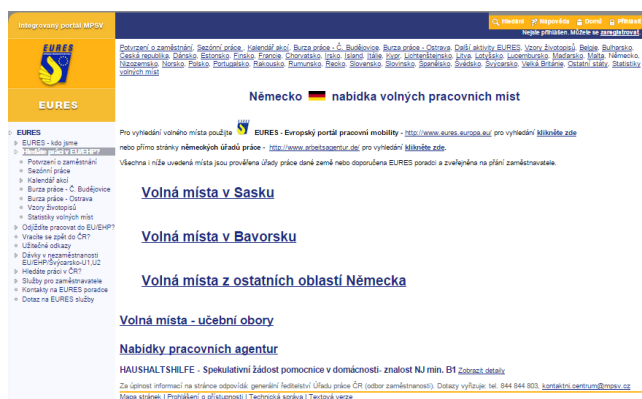 Integrovaný portál MPSV
Hledání Nápověda Domů Přihlásit
Nejste přihlášen. Můžete se zaregistrovat.
EURES
EURES
Potvrzení o zaměstnání, Sezónní práce, Kalendář akcí, Burza práce - Č. Budějovice, Burza práce - Ostrava, Další aktivity EURES, Vzory životopisů, Belgie, Bulharsko,
Česká republika, Dánsko, Estonsko, Finsko, Francie, Chorvatsko, Irsko, Island, Itálie, Kypr, Lichtenštejnsko, Litva, Lotyšsko, Lucembursko, Maďarsko, Malta, Německo,
Nizozemsko, Norsko, Polsko, Portugalsko, Rakousko, Rumunsko, Řecko, Slovensko, Slovinsko, Španělsko, Švédsko, Švýcarsko, Velká Británie, Ostatní státy, Statistiky
volných míst
Německo nabidka volných pracovních mist
EURES
EURES - kdo jsme
Hledáte práci v EU/EHP?
Potvrzení o zaměstnání
Sezónní práce
Kalendář akcí
Burza práce - Č. Budějovice
Burza práce - Ostrava
Vzory životopisů
Statistiky volných míst
Odjíždíte pracovat do EU/EHP?
Vracíte se zpět do ČR?
Užitečné odkazy
Dávky v nezaměstnanosti
EU/EHP/Švýcarsko-U1,U2
Hledáte práci v ČR?
Služby pro zaměstnavatele
Kontakty na EURES poradce
Dotaz na EURES služby
Pro vyhledání volného místa použijte EURES - Evropský portál pracovní mobility - http://www.eures.europa.eu/ pro vyhledání klikněte zde
nebo přímo stránky německých úřadů práce - http://www.arbeitsagentur.de/ pro vyhledání klikněte zde.
Všechna i níže uvedená místa jsou prověřena úřady práce dané země nebo doporučena EURES poradci a zveřejněna na přání zaměstnavatele.
Volná místa v Sasku
Volná místa v Bavorsku
Volná místa z ostatních oblastí Německa
Volná místa - učební obory
Nabídky pracovních agentur
HAUSHALTSHILFE - Spekulativní žádost pomocnice v domácnosti- znalost NJ min. B1 Zobrazit detaily
Za úplnost informací na stránce odpovídá: generální ředitelství Úřadu práce ČR (odbor zaměstnanosti). Dotazy vyřizuje: tel. 844 844 803, kontaktni.centrum@mpsv.cz
Mapa stránek | Prohlášení o přístupnosti | Technická správa | Textová verze